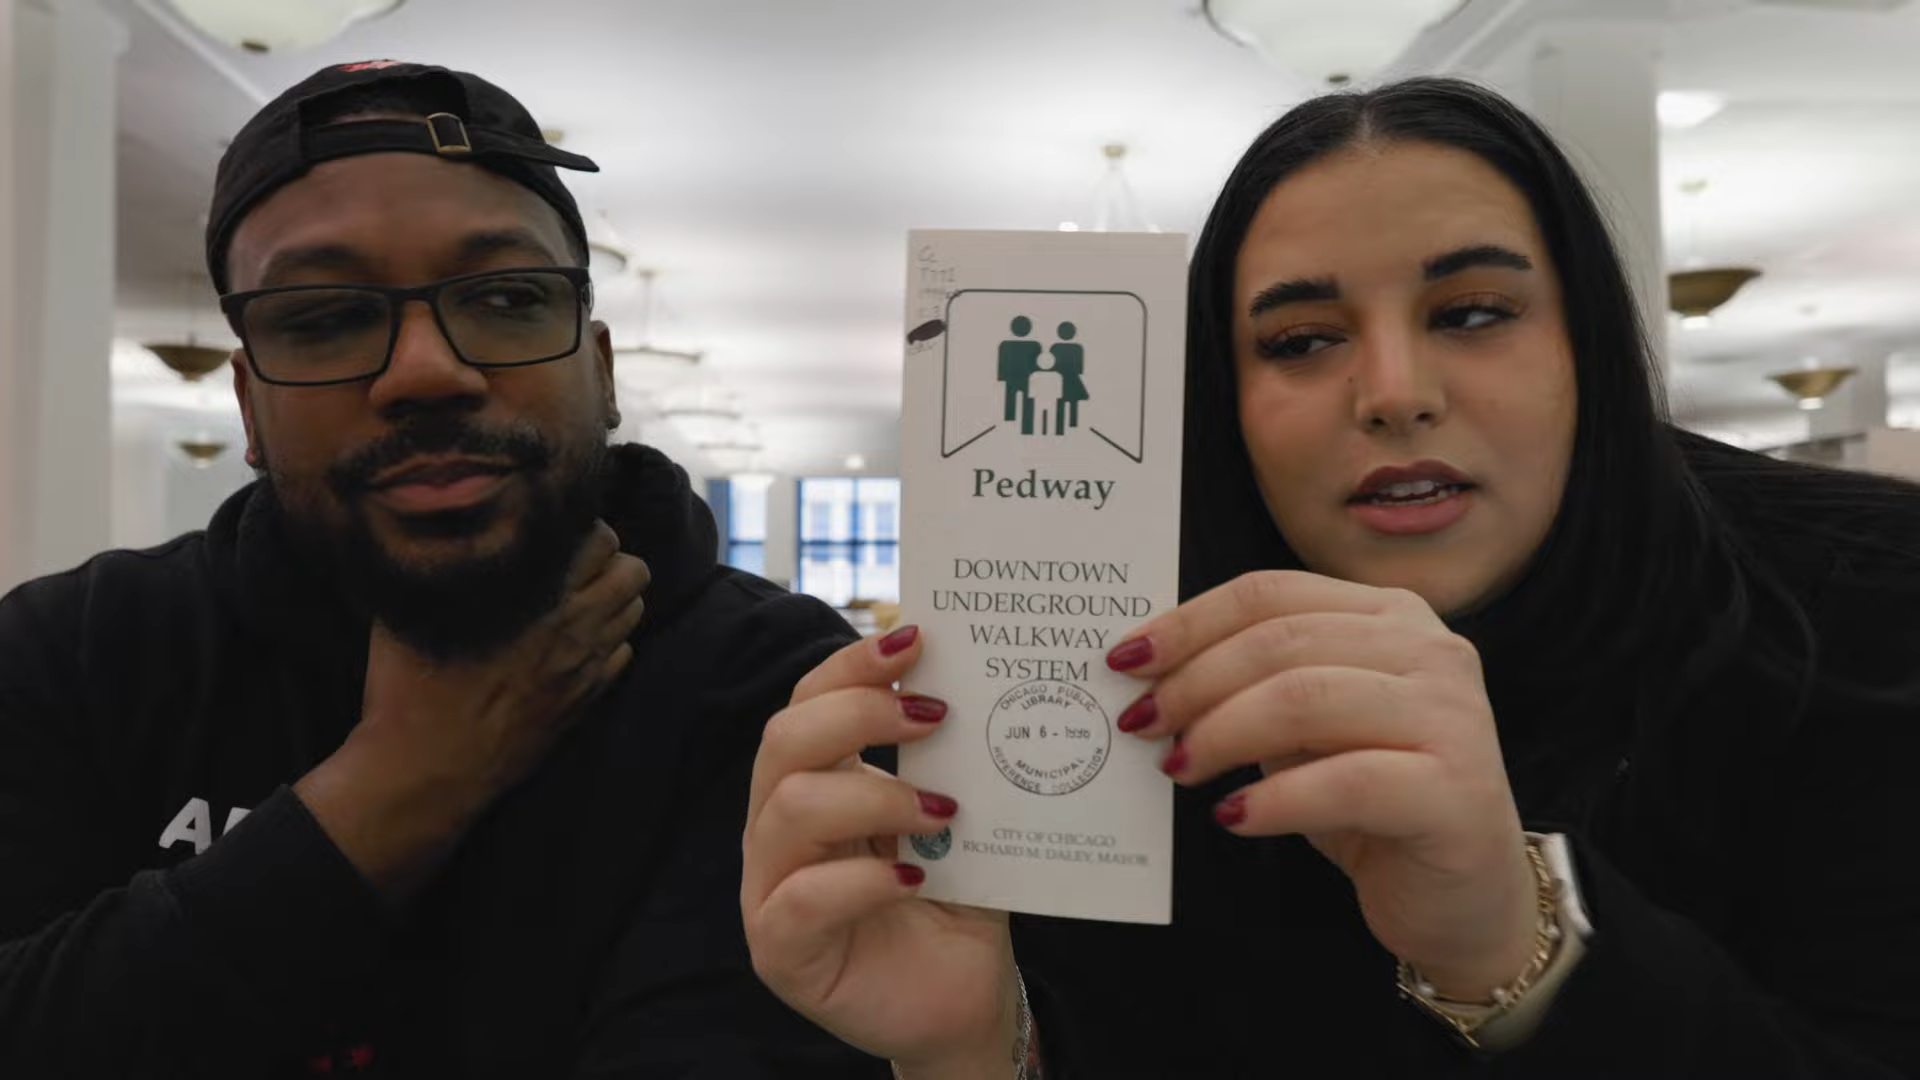 Pedway
DOWNTOWN
UNDERGROUND
WALKWAY
SYSTEM
CHICAGO PUBLIC
LIBRARY
JUN 6 - 1996
MUNICIPAL
REFERENCE COLLECTION
CITY OF CHICAGO
RICHARD M. DALEY, MAYOR